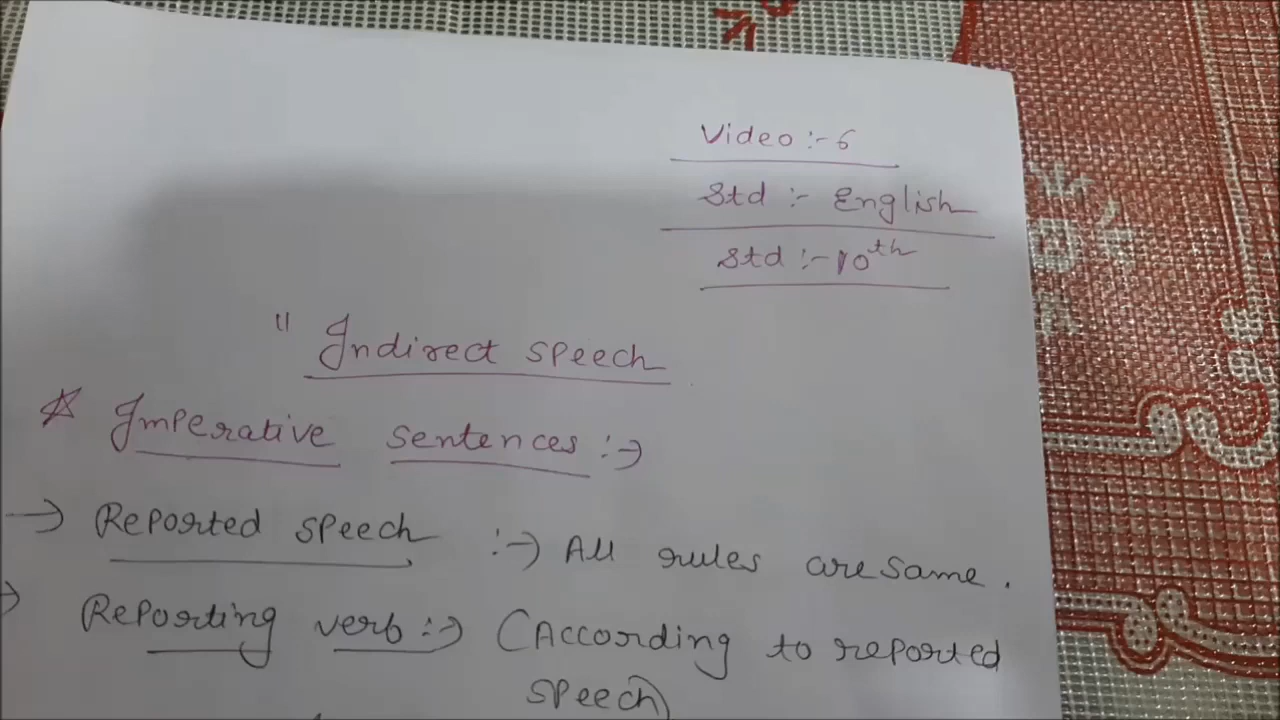 Video :- 6
Std :- English
Std :- 10th
" Indirect speech
☆ Imperative sentences :→
→ Reported speech :→ All rules are same.
→ Reporting verb :→ (According to reported
speech)